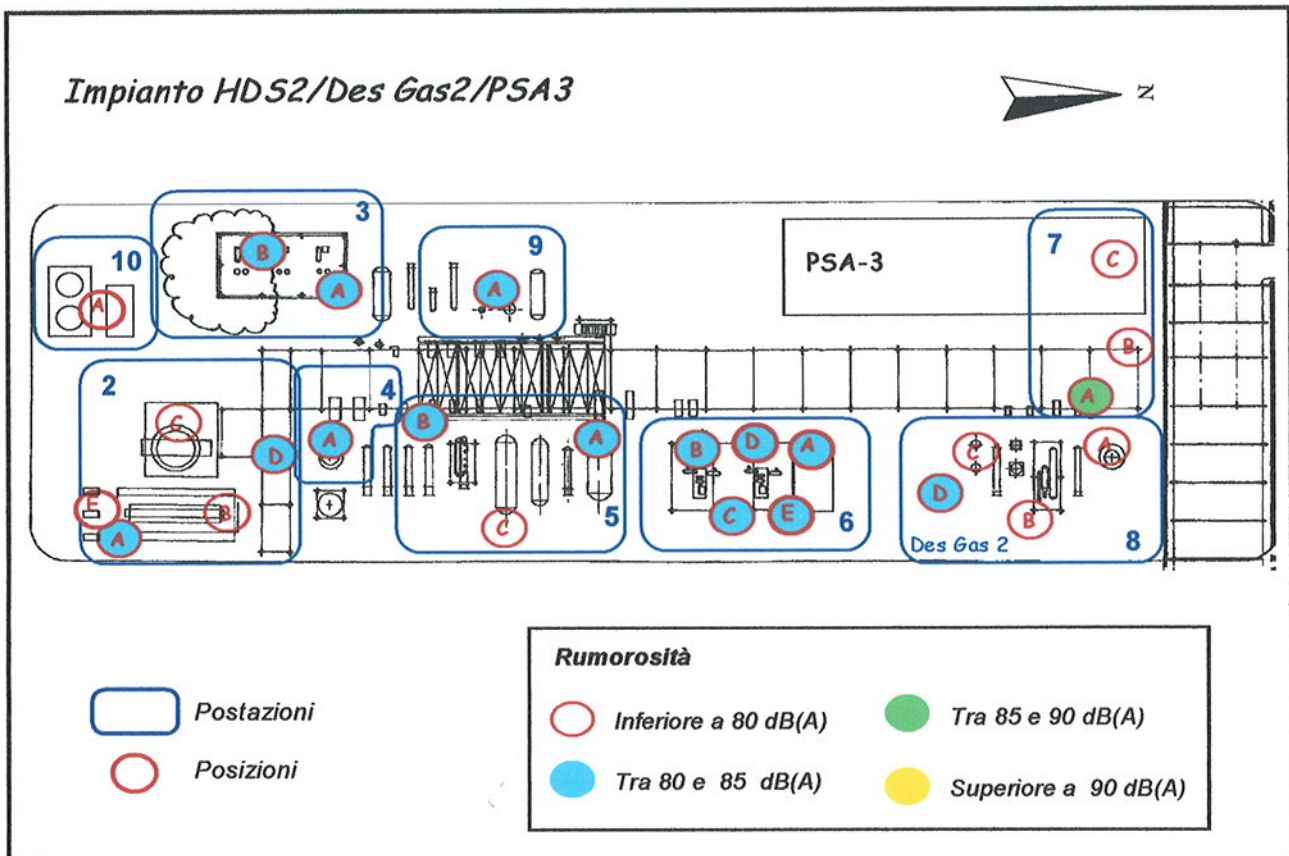 Impianto HDS2/Des Gas2/PSA3
N
3
B
A
10
A
9
A
PSA-3
7
C
B
A
2
C
D
E
B
A
4
A
B
A
C
5
B
D
A
C
E
6
C
A
D
B
Des Gas 2
8
Postazioni
Posizioni
Rumorosità
Inferiore a 80 dB(A)
Tra 80 e 85 dB(A)
Tra 85 e 90 dB(A)
Superiore a 90 dB(A)